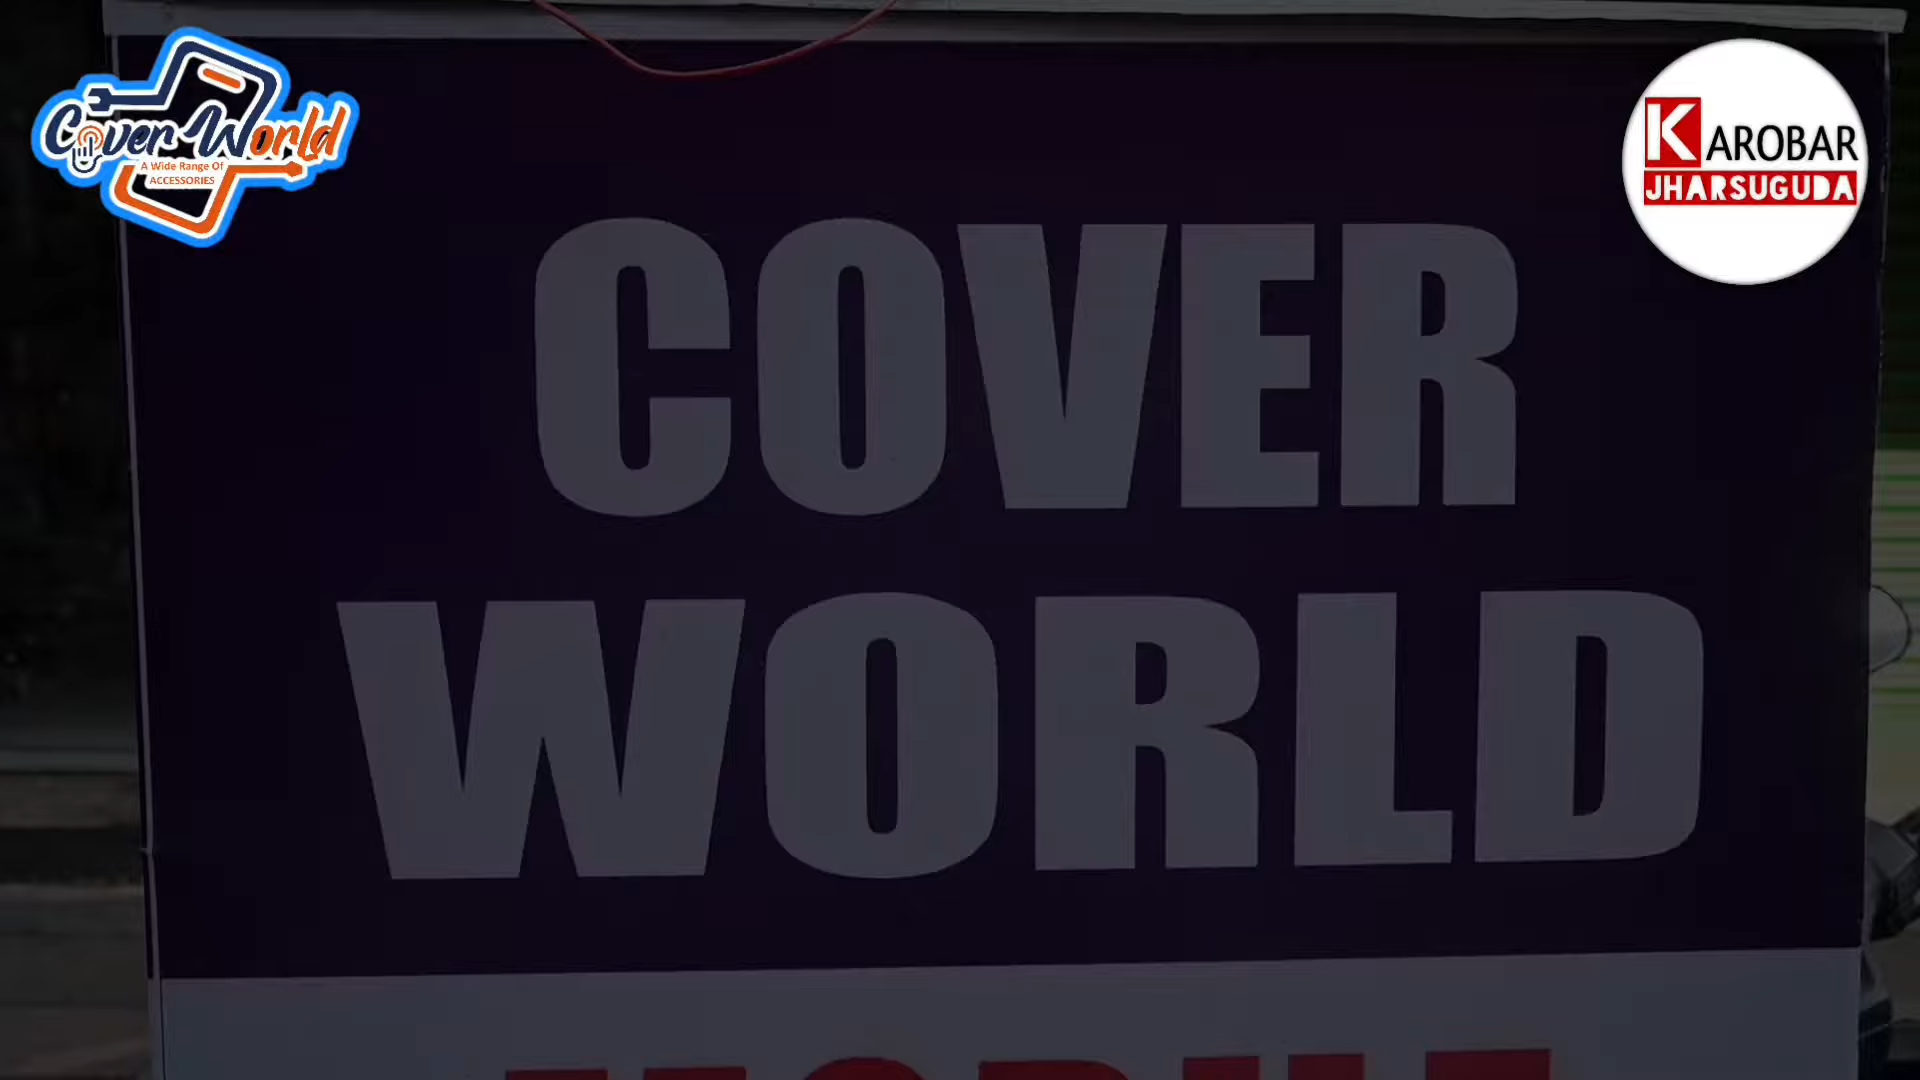 Cover World
A Wide Range Of
ACCESSORIES
KAROBAR
JHARSUGUDA
COVER
WORLD